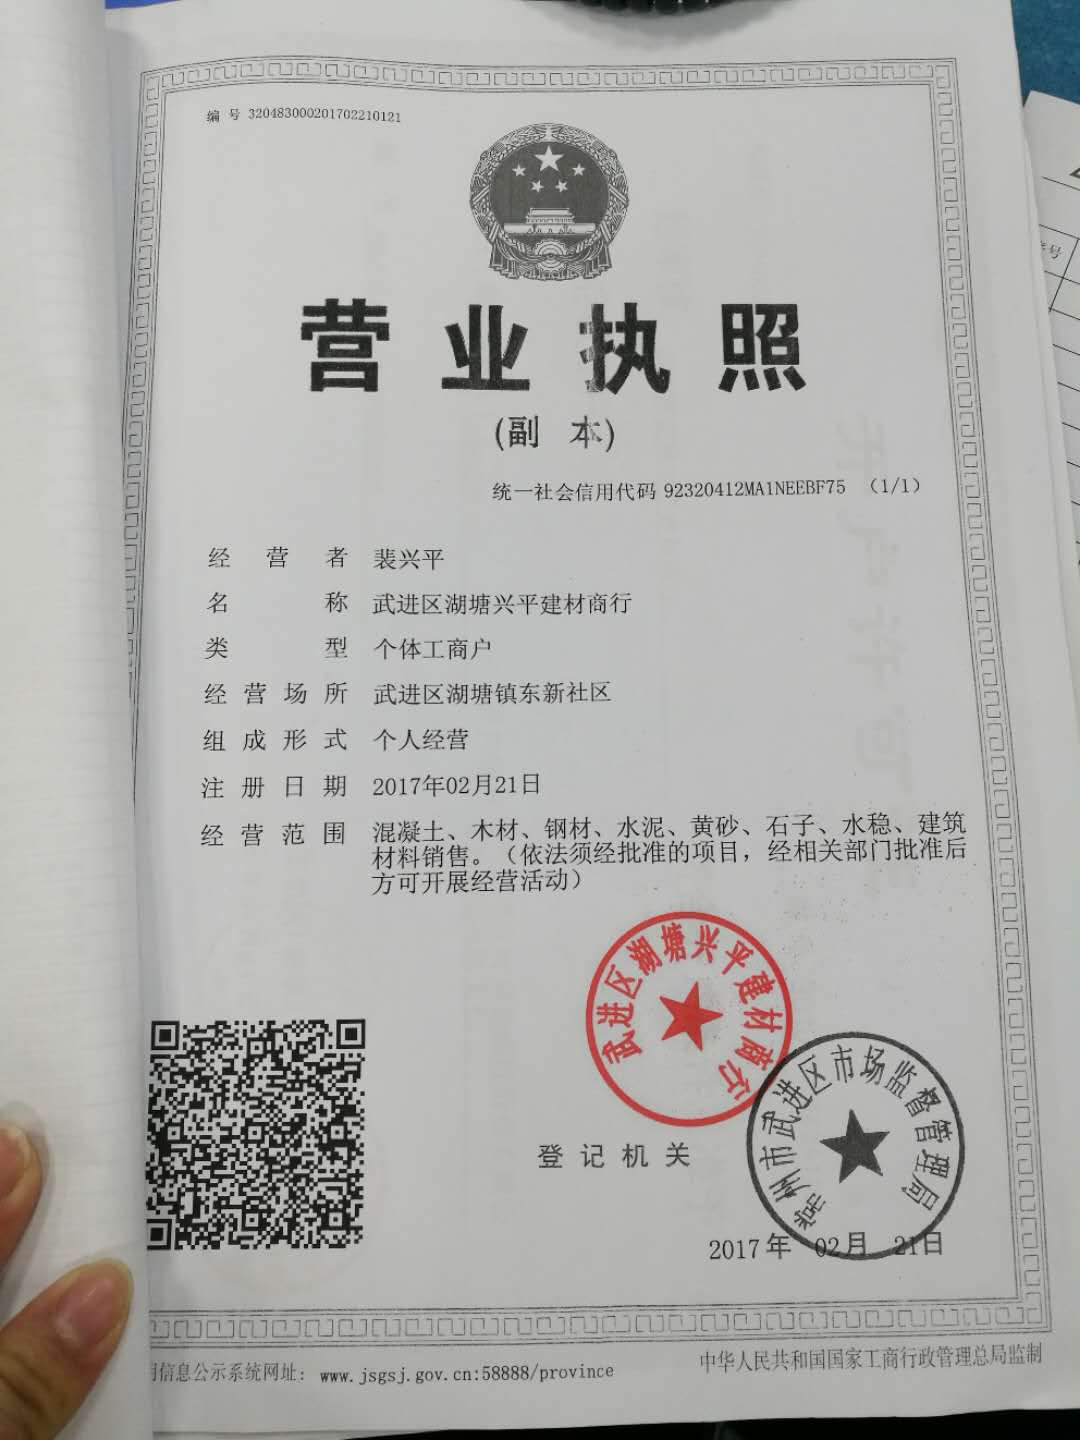 编号 320483000201702210121
营业执照
(副本)
统一社会信用代码 92320412MA1NEEBF75 （1/1）
经营者 裴兴平
名称 武进区湖塘兴平建材商行
类型 个体工商户
经营场所 武进区湖塘镇东新社区
组成形式 个人经营
注册日期 2017年02月21日
经营范围 混凝土、木材、钢材、水泥、黄砂、石子、水稳、建筑
材料销售。（依法须经批准的项目，经相关部门批准后
方可开展经营活动）
武进区湖塘兴平建材商行
常州市武进区市场监督管理局
登记机关
2017年 02月 21日
信息公示系统网址： www.jsgsj.gov.cn:58888/province
中华人民共和国国家工商行政管理总局监制
号